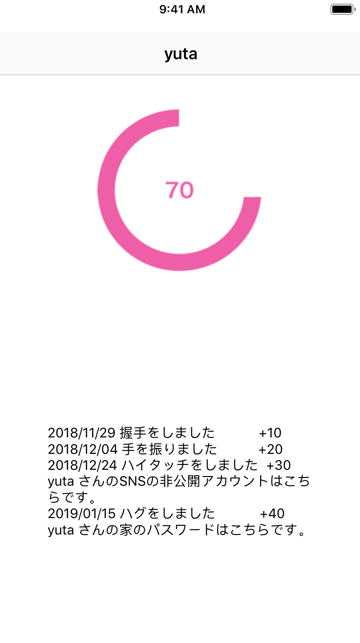 9:41 AM
yuta
70
2018/11/29 握手をしました +10
2018/12/04 手を振りました +20
2018/12/24 ハイタッチをしました +30
yuta さんのSNSの非公開アカウントはこち
らです。
2019/01/15 ハグをしました +40
yuta さんの家のパスワードはこちらです。